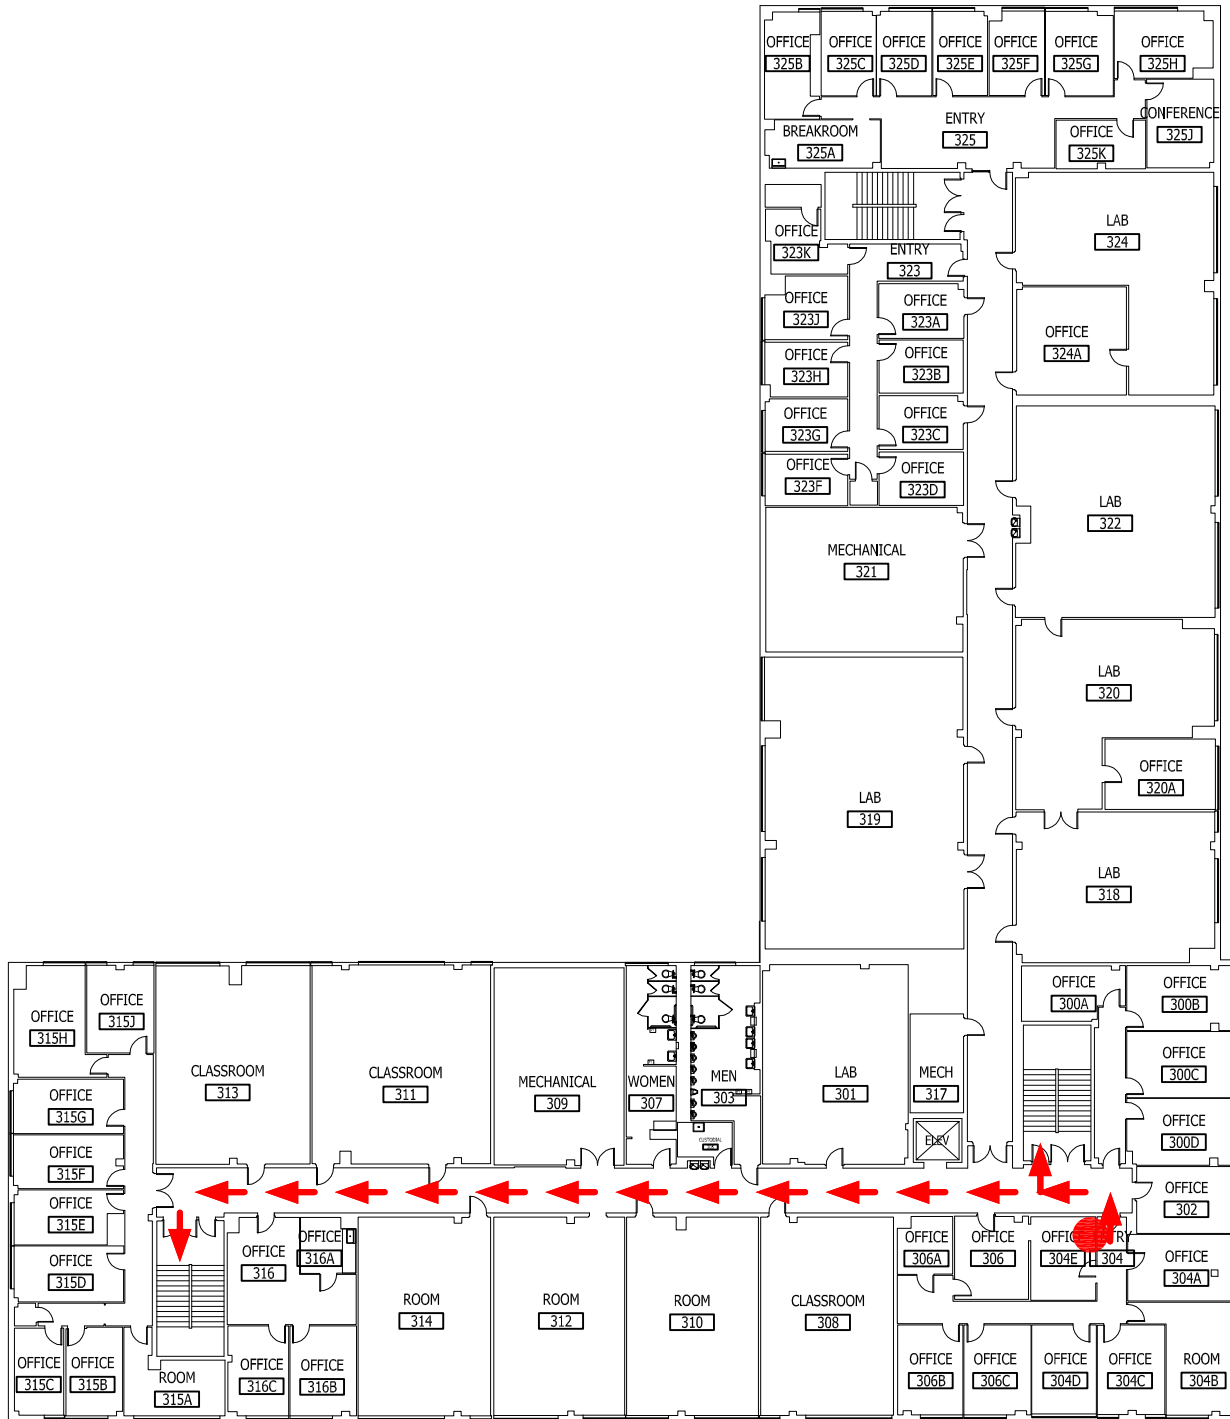 OFFICE
325B
OFFICE
325C
OFFICE
325D
OFFICE
325E
OFFICE
325F
OFFICE
325G
OFFICE
325H
BREAKROOM
325A
ENTRY
325
OFFICE
325K
CONFERENCE
325J
OFFICE
323K
ENTRY
323
LAB
324
OFFICE
323J
OFFICE
323A
OFFICE
324A
OFFICE
323H
OFFICE
323B
OFFICE
323G
OFFICE
323C
OFFICE
323F
OFFICE
323D
LAB
322
MECHANICAL
321
LAB
320
OFFICE
320A
LAB
319
LAB
318
OFFICE
315H
OFFICE
315J
CLASSROOM
313
CLASSROOM
311
MECHANICAL
309
WOMEN
307
MEN
303
CUSTODIAL
LAB
301
MECH
317
ELEV
OFFICE
300A
OFFICE
300B
OFFICE
300C
OFFICE
300D
OFFICE
315G
OFFICE
315F
OFFICE
315E
OFFICE
315D
OFFICE
302
OFFICE
316
OFFICE
316A
OFFICE
306A
OFFICE
306
OFFICE
304E
304
OFFICE
304A
ROOM
314
ROOM
312
ROOM
310
CLASSROOM
308
OFFICE
315C
OFFICE
315B
ROOM
315A
OFFICE
316C
OFFICE
316B
OFFICE
306B
OFFICE
306C
OFFICE
304D
OFFICE
304C
ROOM
304B